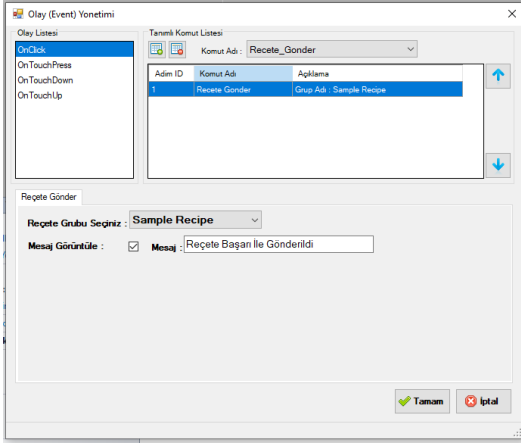 Olay (Event) Yonetimi
Olay Listesi
OnClick
OnTouchPress
OnTouchDown
OnTouchUp
Tanımlı Komut Listesi
Komut Adı : Recete_Gonder
Adim ID Komut Adı Açıklama
1 Recete Gonder Grup Adı : Sample Recipe
Reçete Gönder
Reçete Grubu Seçiniz : Sample Recipe
Mesaj Görüntüle : Mesaj : Reçete Başarı İle Gönderildi
Tamam
İptal